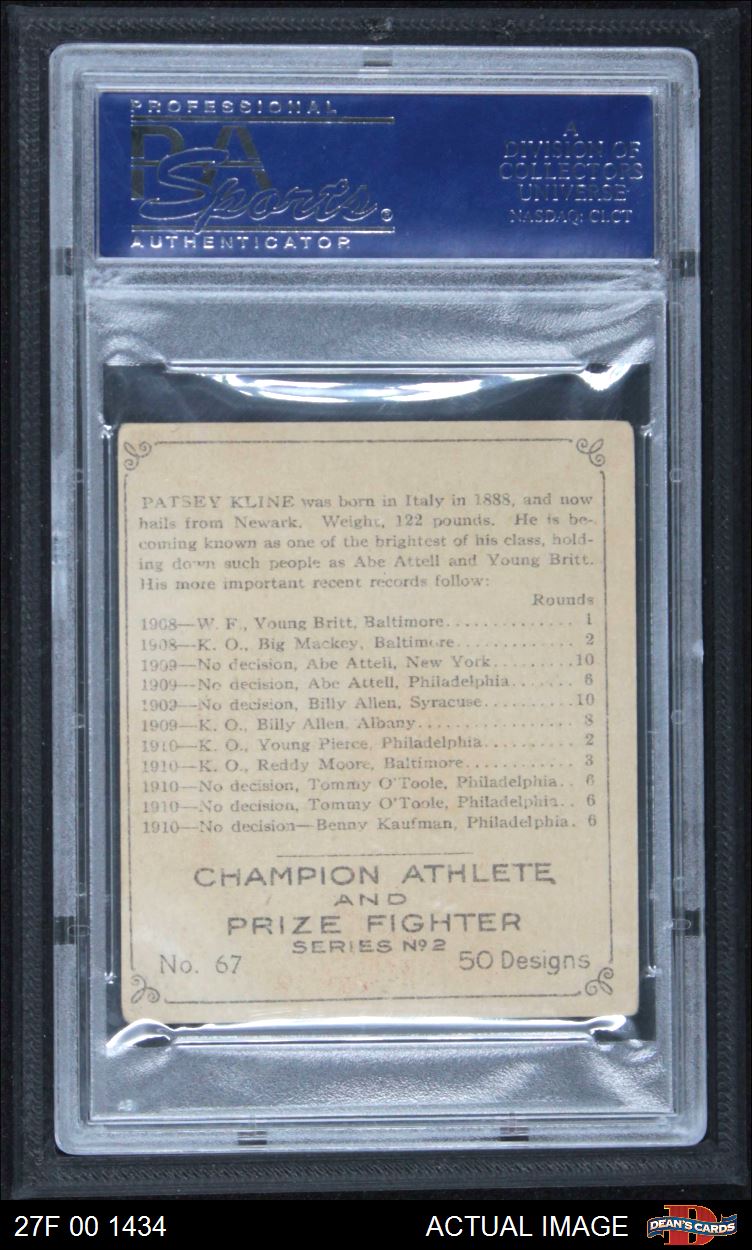 PROFESSIONAL
PSA
Sports®
AUTHENTICATOR
A
DIVISION OF
COLLECTORS
UNIVERSE
NASDAQ: CLCT
PATSEY KLINE was born in Italy in 1888, and now
hails from Newark. Weight, 122 pounds. He is be-
coming known as one of the brightest of his class, hold-
ing down such people as Abe Attell and Young Britt.
His more important recent records follow:
Rounds
1908—W. F., Young Britt, Baltimore.............. 1
1908—K. O., Big Mackey, Baltimore............. 2
1909—No decision, Abe Attell, New York.........10
1909—No decision, Abe Attell, Philadelphia....... 6
1909—No decision, Billy Allen, Syracuse..........10
1909—K. O., Billy Allen, Albany................. 8
1910—K. O., Young Pierce, Philadelphia.......... 2
1910—K. O., Reddy Moore, Baltimore............ 3
1910—No decision, Tommy O'Toole, Philadelphia.. 6
1910—No decision, Tommy O'Toole, Philadelphia.. 6
1910—No decision—Benny Kaufman, Philadelphia. 6
CHAMPION ATHLETE
AND
PRIZE FIGHTER
SERIES Nº 2
No. 67 50 Designs
27F 00 1434 ACTUAL IMAGE DEAN'S CARDS